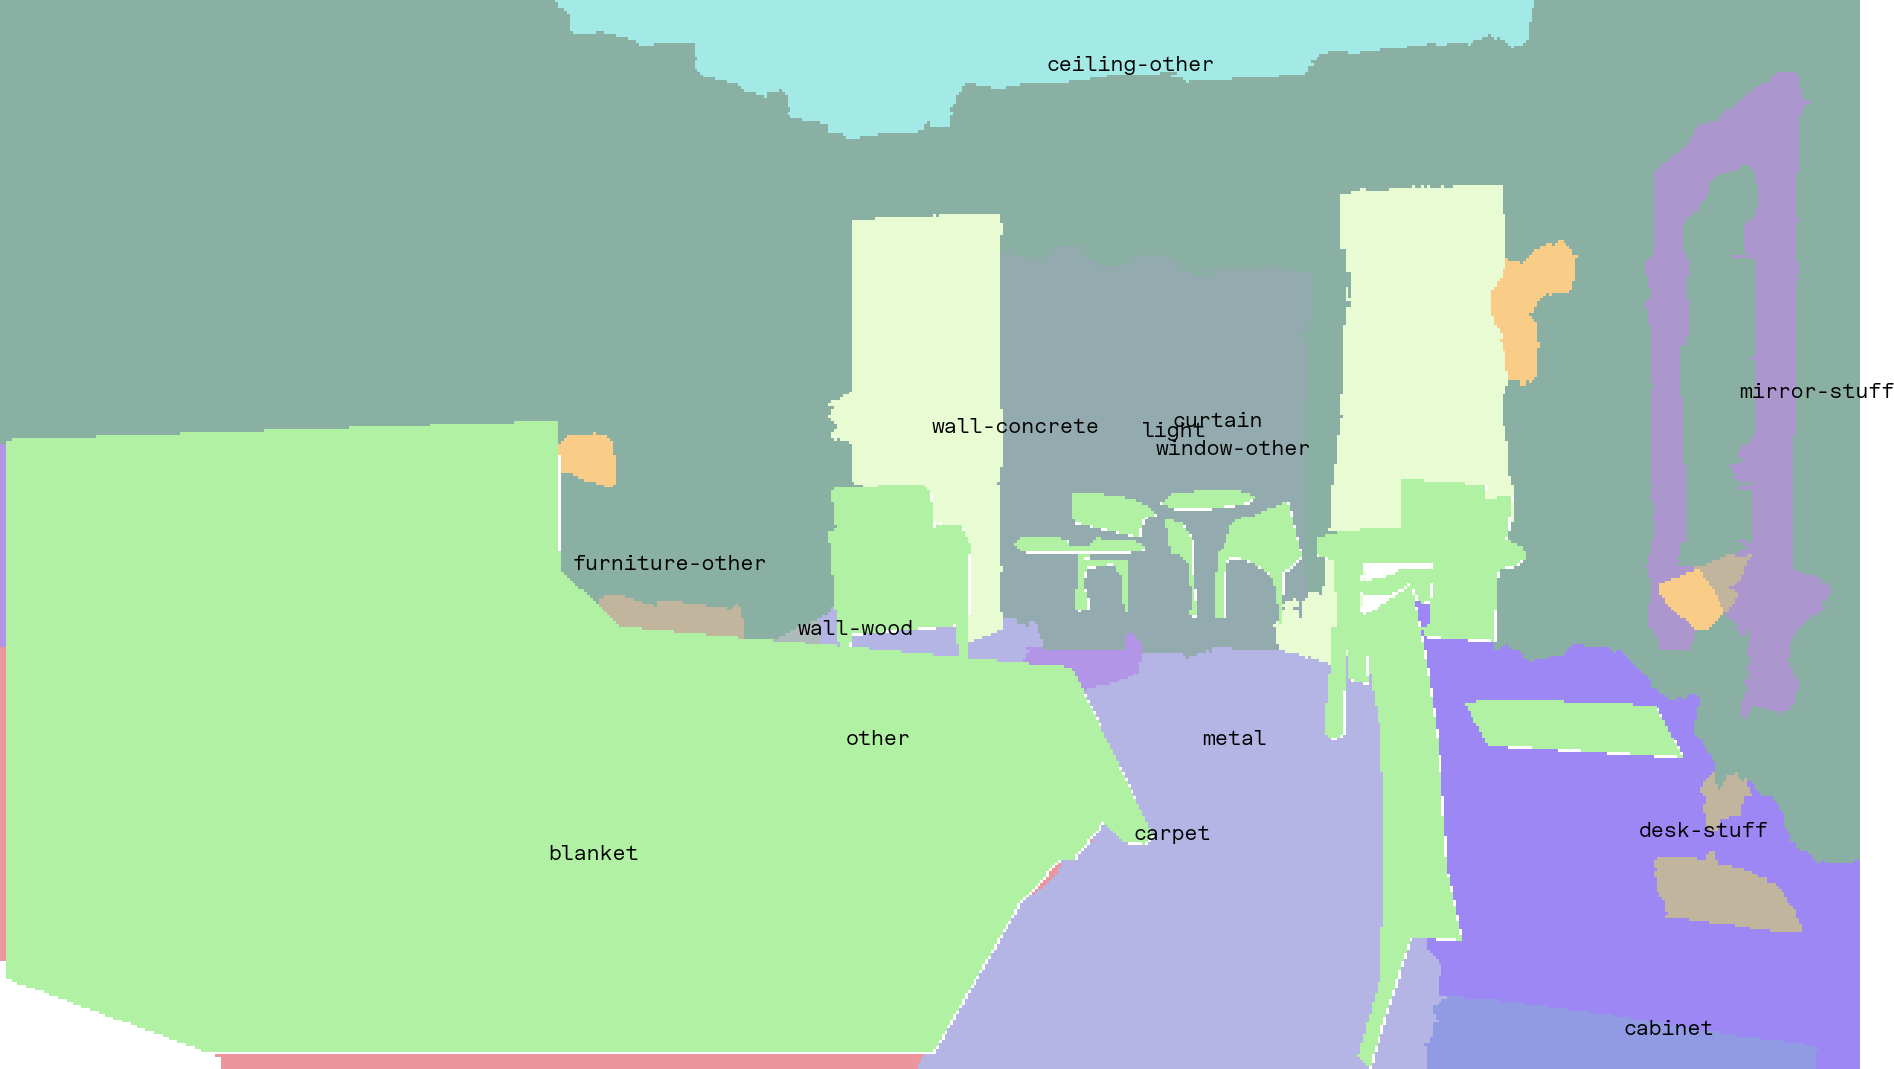 ceiling-other
mirror-stuff
curtain
wall-concrete
light
window-other
furniture-other
wall-wood
other
metal
desk-stuff
carpet
blanket
cabinet